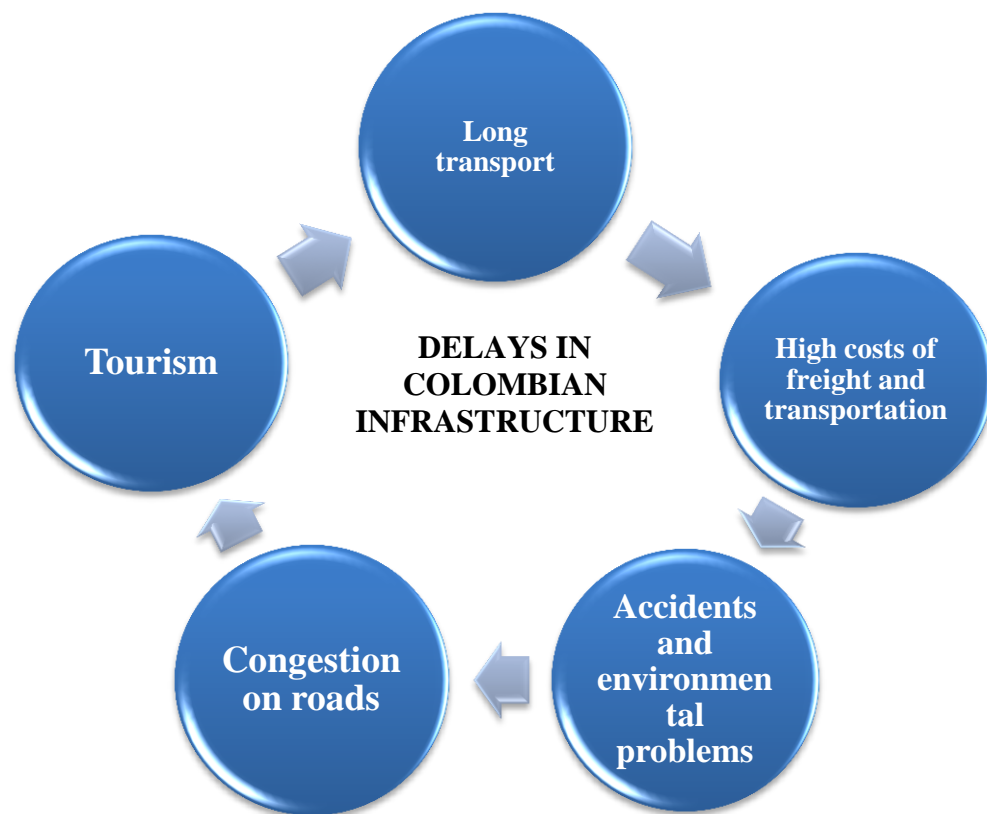 Long
transport
DELAYS IN
COLOMBIAN
INFRASTRUCTURE
High costs of
freight and
transportation
Accidents
and
environmen
tal
problems
Congestion
on roads
Tourism